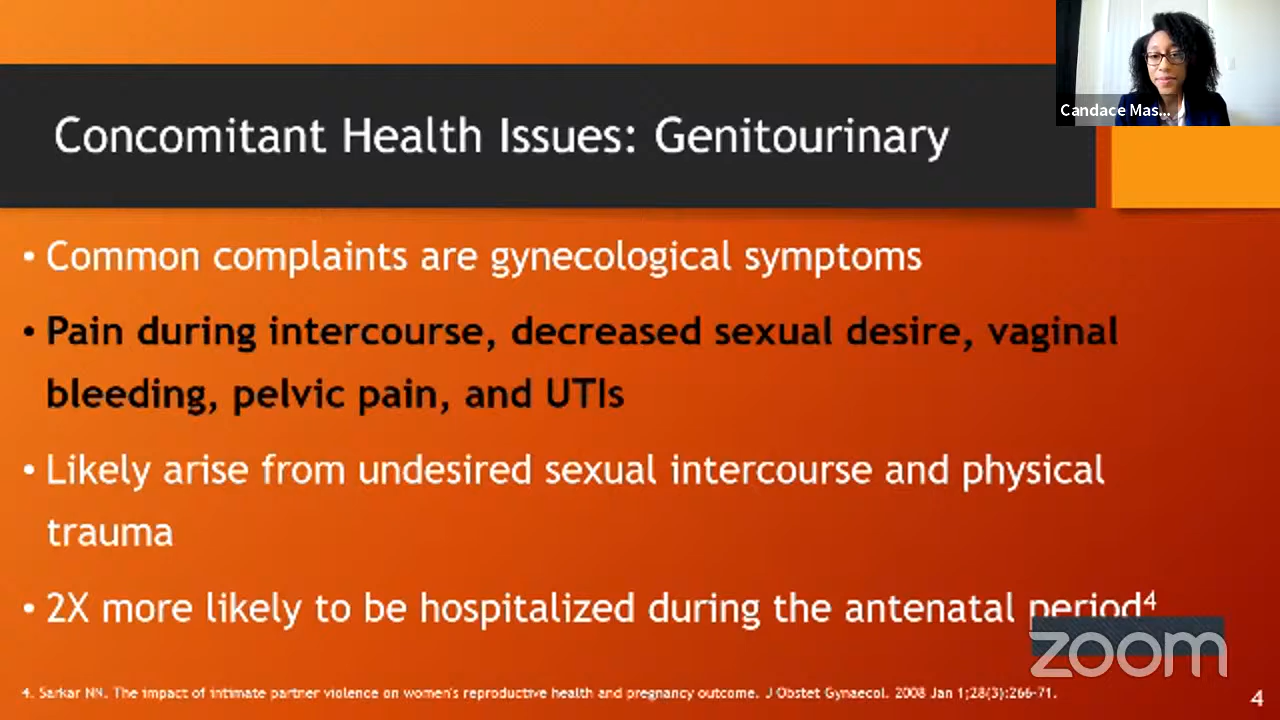 Candace Mas...
Concomitant Health Issues: Genitourinary
• Common complaints are gynecological symptoms
• Pain during intercourse, decreased sexual desire, vaginal
bleeding, pelvic pain, and UTIs
• Likely arise from undesired sexual intercourse and physical
trauma
• 2X more likely to be hospitalized during the antenatal period⁴
zoom
4. Sarkar NN. The impact of intimate partner violence on women's reproductive health and pregnancy outcome. J Obstet Gynaecol. 2008 Jan 1;28(3):266-71.
4